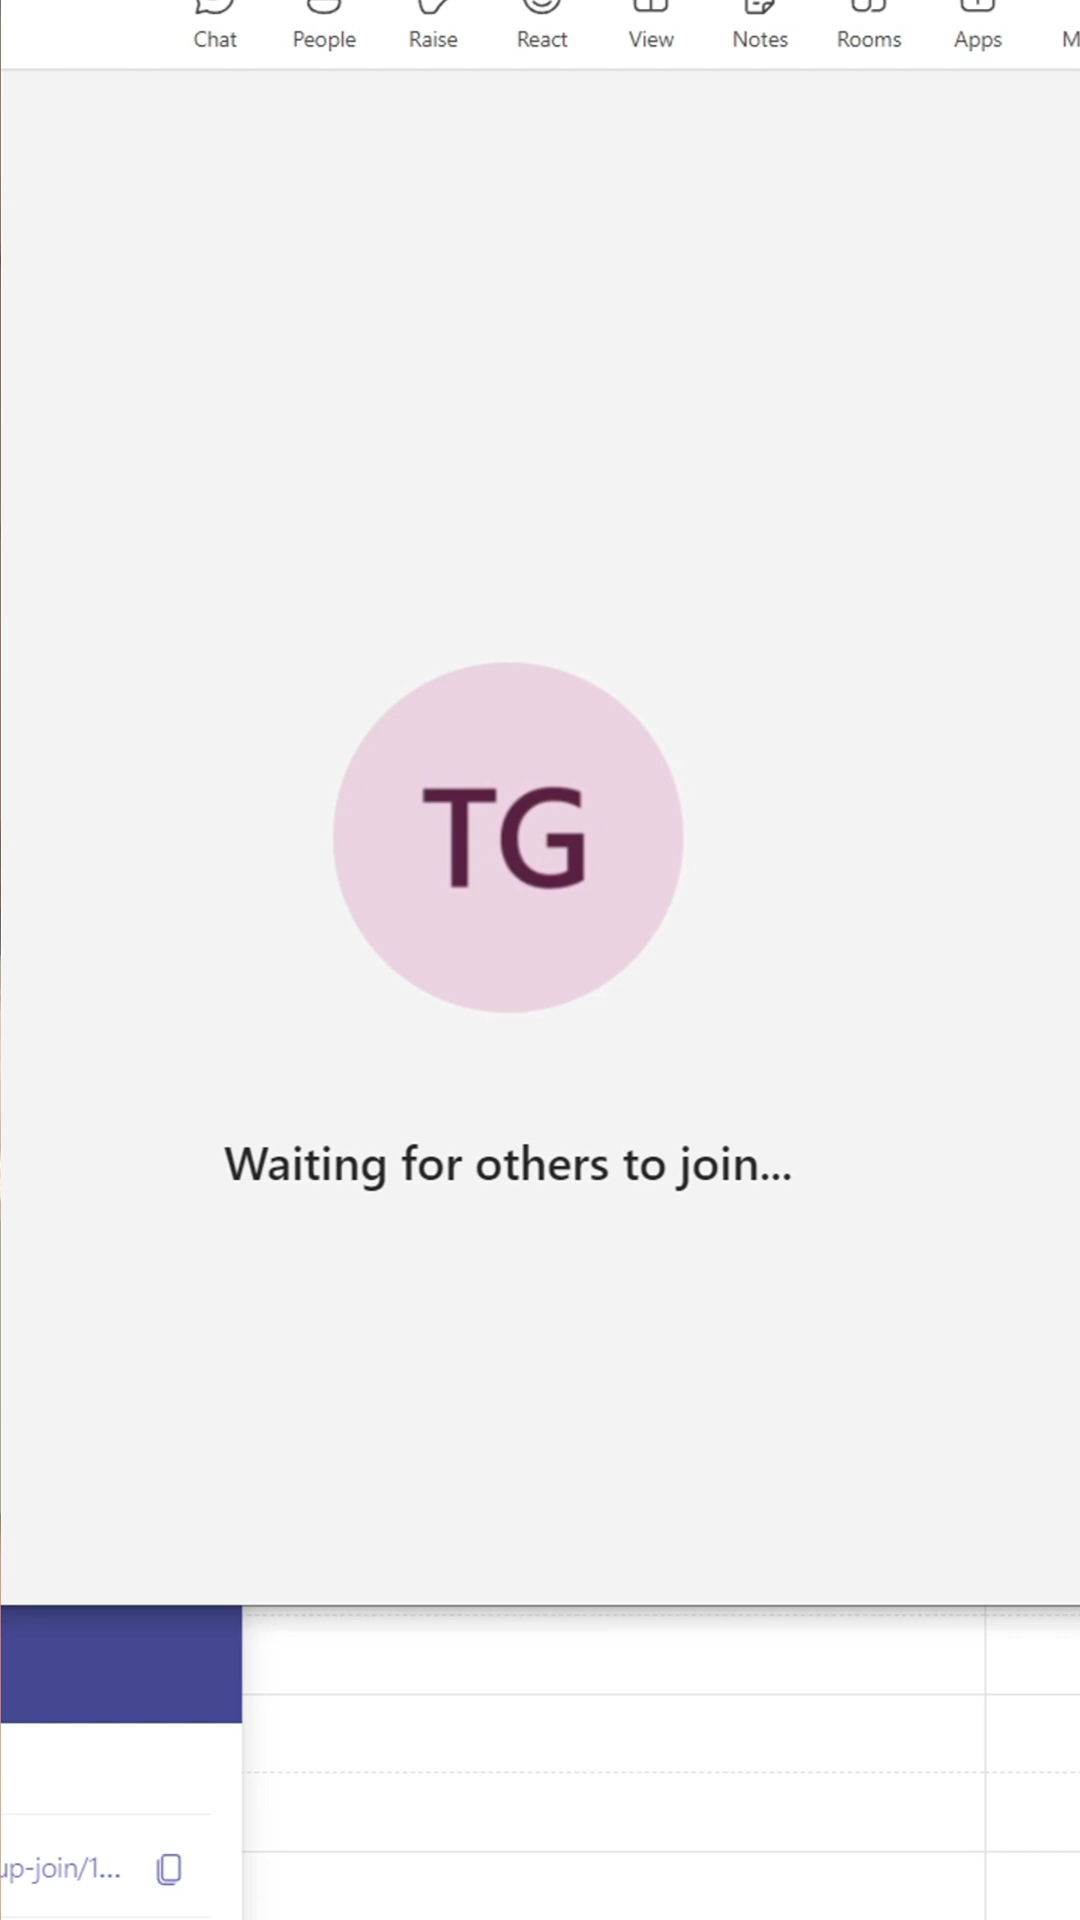 Chat People Raise React View Notes Rooms Apps
TG
Waiting for others to join...
up-join/1...